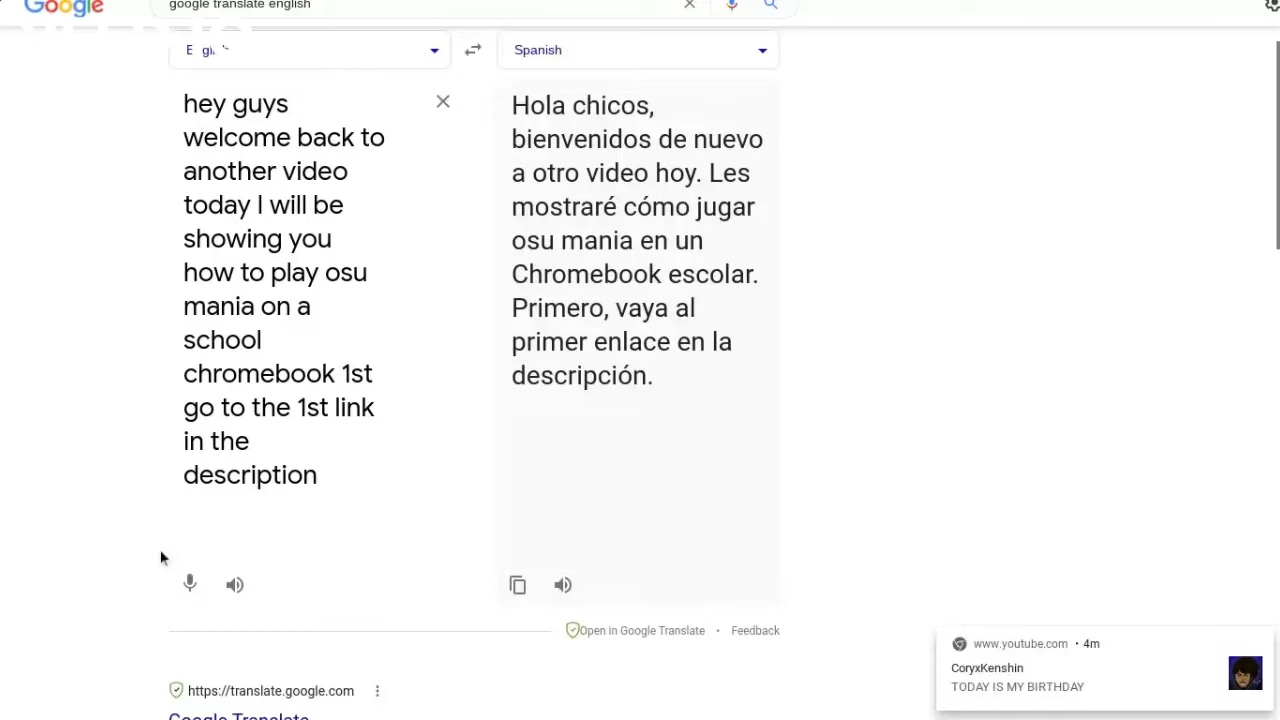 Google
google translate english
Spanish
hey guys
welcome back to
another video
today I will be
showing you
how to play osu
mania on a
school
chromebook 1st
go to the 1st link
in the
description
Hola chicos,
bienvenidos de nuevo
a otro video hoy. Les
mostraré cómo jugar
osu mania en un
Chromebook escolar.
Primero, vaya al
primer enlace en la
descripción.
Open in Google Translate • Feedback
www.youtube.com • 4m
CoryxKenshin
TODAY IS MY BIRTHDAY
https://translate.google.com
Google Translate